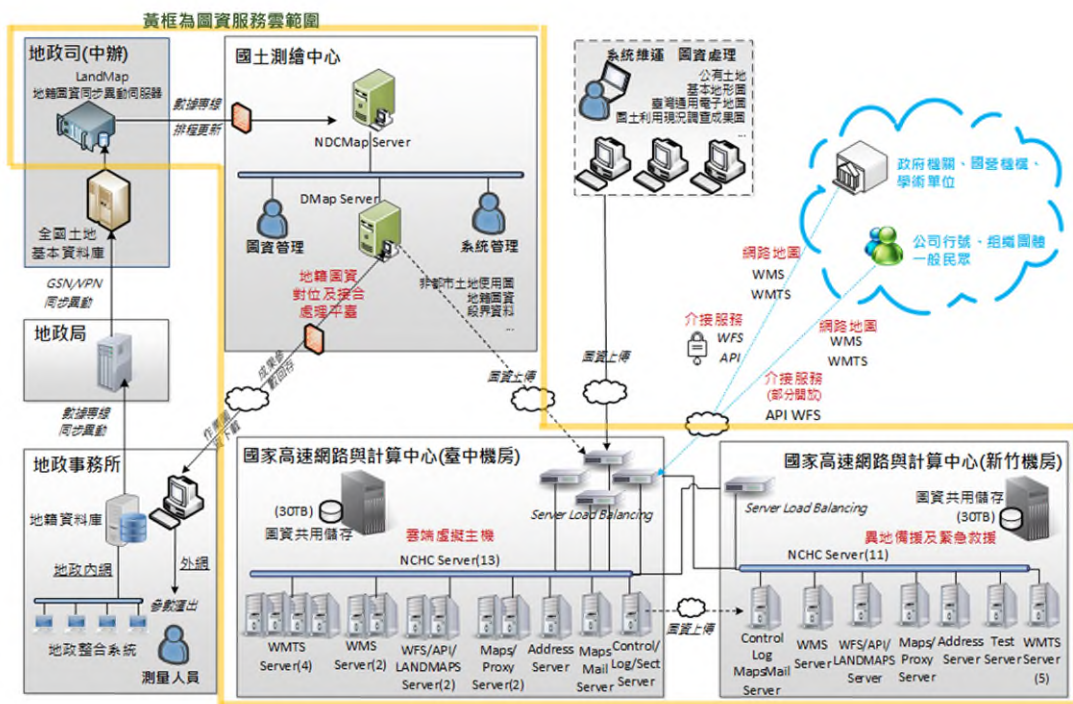 黃框為圖資服務雲範圍
地政司(中辦)
LandMap
地籍圖資同步異動伺服器
數據專線
排程更新
全國土地
基本資料庫
GSN/VPN
同步異動
地政局
數據專線
同步異動
地政事務所
地籍資料庫
地政內網
外網
參數匯出
地政整合系統
測量人員
國土測繪中心
NDCMap Server
DMap Server
圖資管理
系統管理
地籍圖資
對位及接合
處理平臺
非都市土地使用圖
地籍圖資
段界資料
...
成果參
數回存
作業圖
資下載
圖資上傳
系統維運 圖資處理
公有土地
基本地形圖
臺灣通用電子地圖
國土利用現況調查成果圖
...
圖資上傳
政府機關、國營機構、
學術單位
公司行號、組織團體
一般民眾
網路地圖
WMS
WMTS
介接服務
WFS
API
網路地圖
WMS
WMTS
介接服務
(部分開放)
API WFS
國家高速網路與計算中心(臺中機房)
(30TB)
圖資共用儲存
雲端虛擬主機
Server Load Balancing
NCHC Server(13)
WMTS
Server(4)
WMS
Server(2)
WFS/API/
LANDMAPS
Server(2)
Maps/
Proxy
Server(2)
Address
Server
Maps
Mail
Server
Control/
Log/Sect
Server
圖資上傳
國家高速網路與計算中心(新竹機房)
Server Load Balancing
圖資共用儲存
(30TB)
異地備援及緊急救援
NCHC Server(11)
Control
Log
MapsMail
Server
WMS
Server
WFS/API/
LANDMAPS
Server
Maps/
Proxy
Server
Address
Server
Test
Server
WMTS
Server
(5)